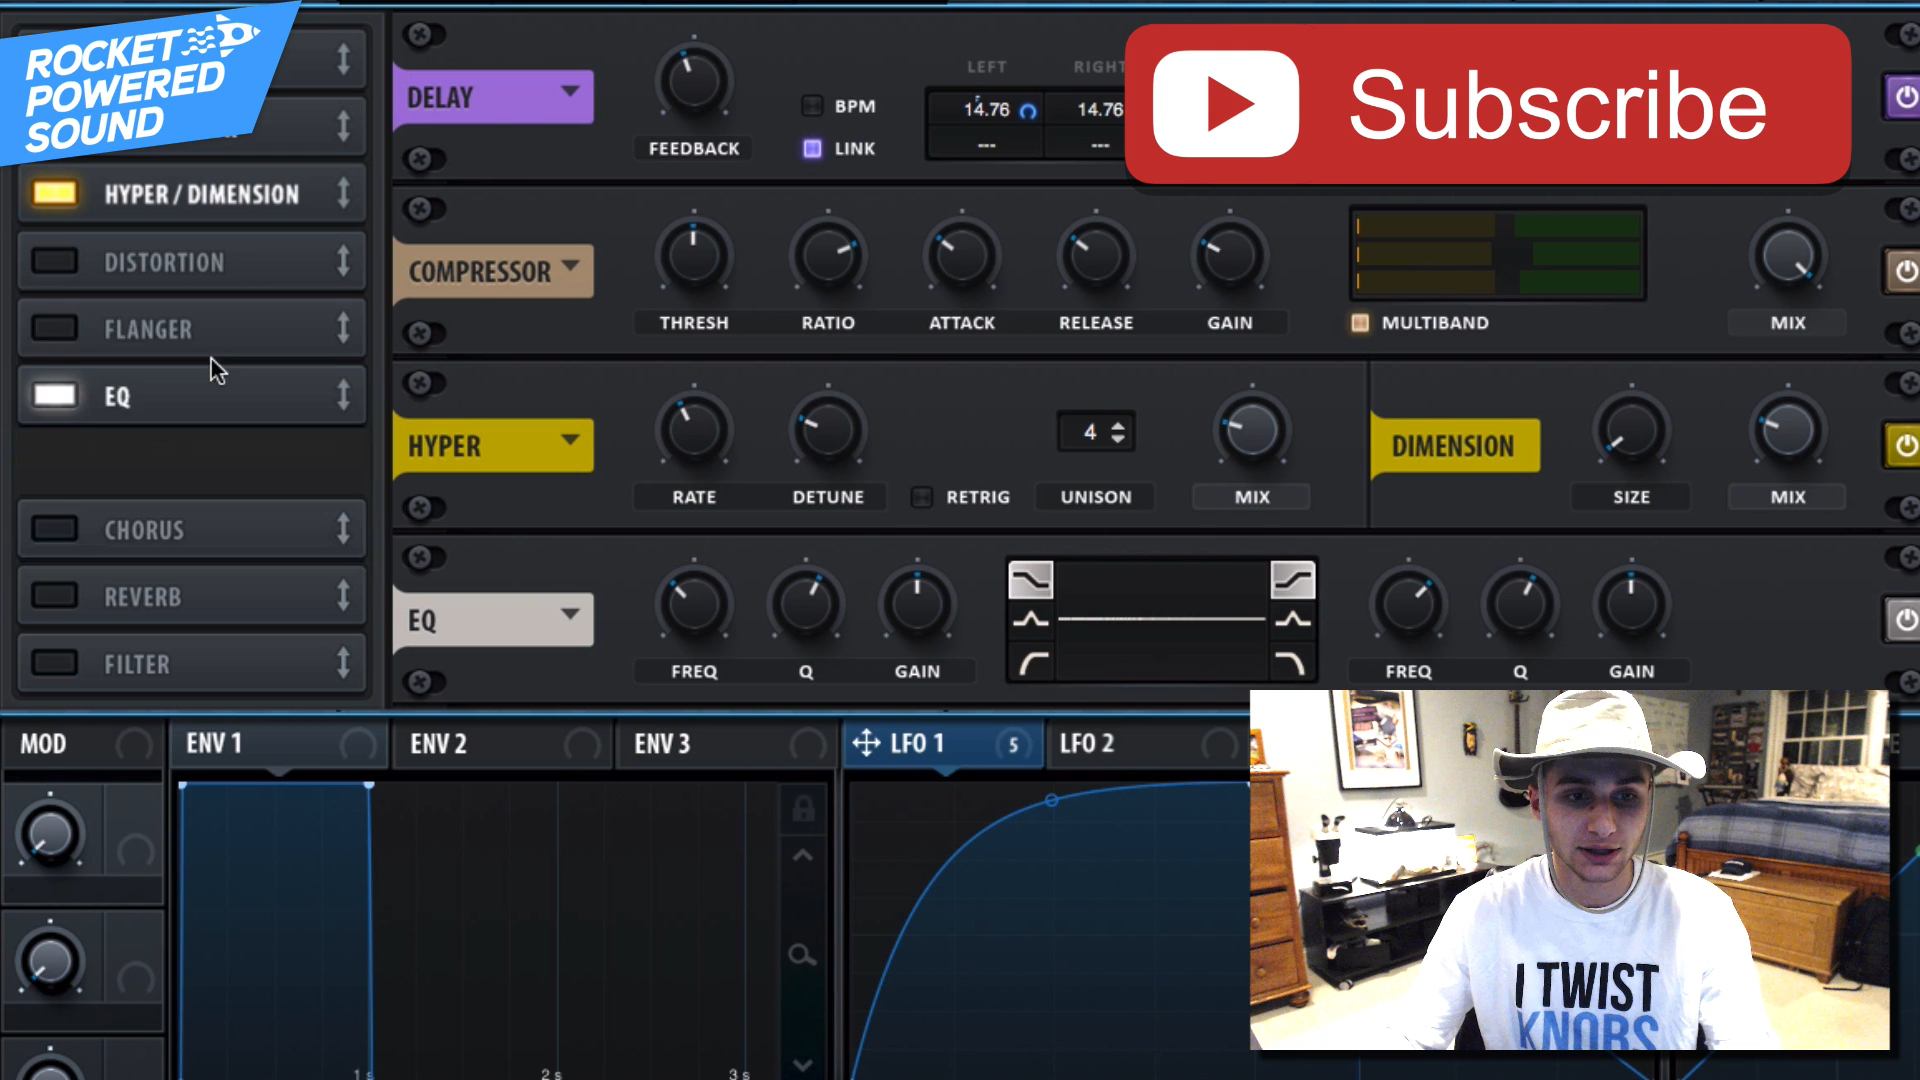 ROCKET
POWERED
SOUND
HYPER / DIMENSION
DISTORTION
FLANGER
EQ
CHORUS
REVERB
FILTER
DELAY
FEEDBACK
BPM
LINK
LEFT
RIGHT
14.76
14.76
---
---
Subscribe
COMPRESSOR
THRESH
RATIO
ATTACK
RELEASE
GAIN
MULTIBAND
MIX
HYPER
RATE
DETUNE
RETRIG
4
UNISON
MIX
DIMENSION
SIZE
MIX
EQ
FREQ
Q
GAIN
FREQ
Q
GAIN
MOD
ENV 1
ENV 2
ENV 3
LFO 1
5
LFO 2
1 s
2 s
3 s
I TWIST
KNOBS